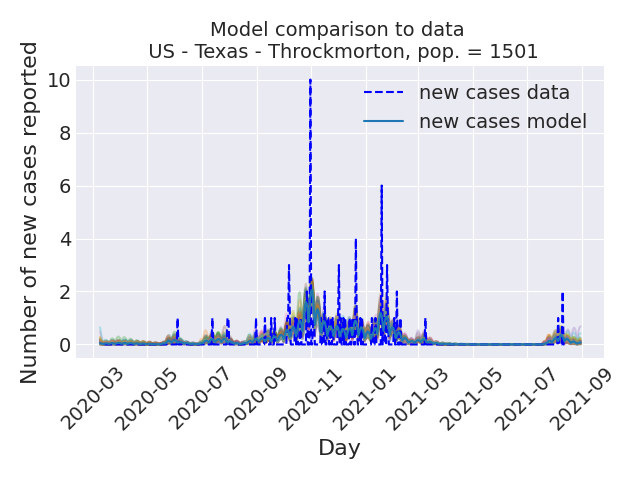 Model comparison to data
US - Texas - Throckmorton, pop. = 1501
Number of new cases reported
10
8
6
4
2
0
new cases data
new cases model
2020-03
2020-05
2020-07
2020-09
2020-11
2021-01
2021-03
2021-05
2021-07
2021-09
Day